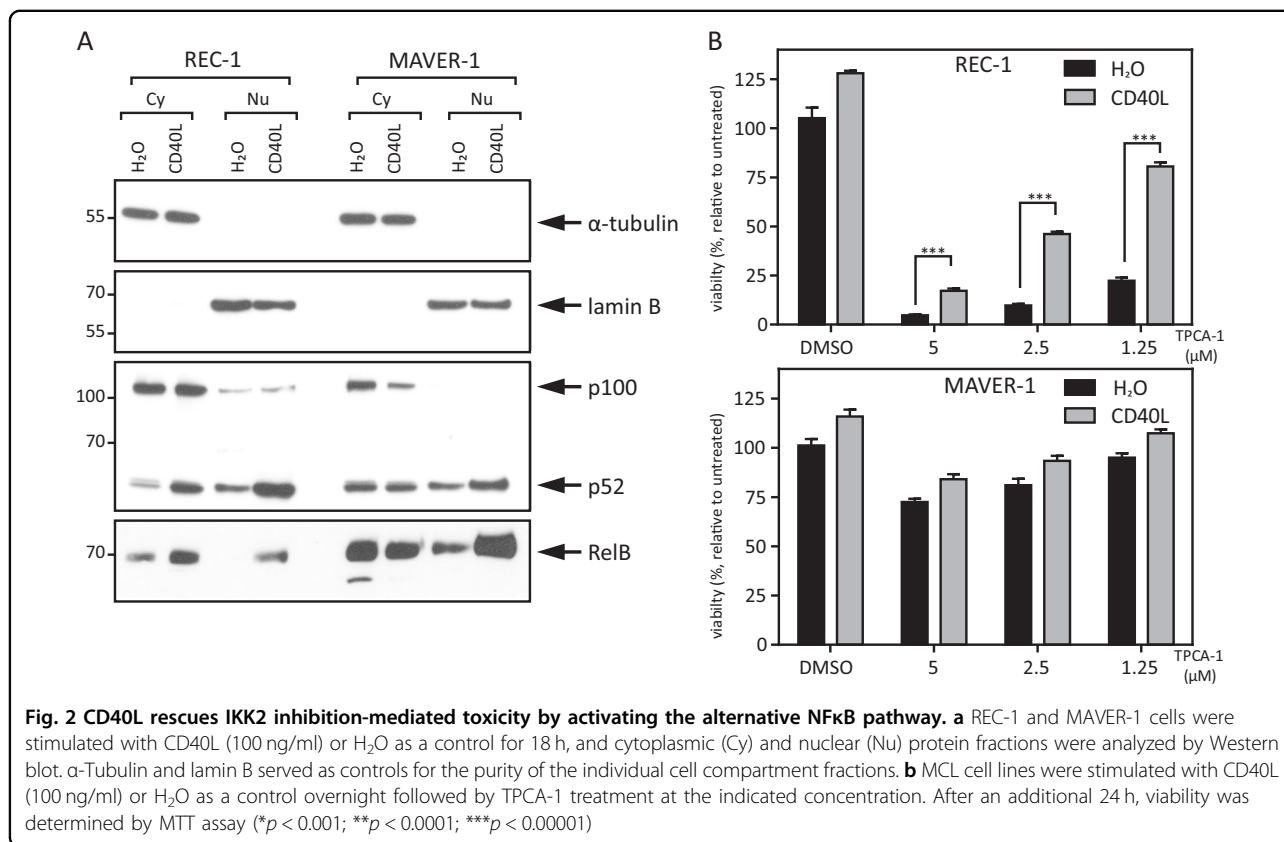 A
REC-1
MAVER-1
Cy
Nu
Cy
Nu
H₂O
CD40L
H₂O
CD40L
H₂O
CD40L
H₂O
CD40L
55
α-tubulin
70
55
lamin B
100
70
p100
p52
70
RelB
B
REC-1
H₂O
CD40L
viabilty (%, relative to untreated)
125
100
75
50
25
0
***
***
***
DMSO
5
2.5
1.25
TPCA-1
(μM)
MAVER-1
H₂O
CD40L
viabilty (%, relative to untreated)
125
100
75
50
25
0
DMSO
5
2.5
1.25
TPCA-1
(μM)
Fig. 2 CD40L rescues IKK2 inhibition-mediated toxicity by activating the alternative NFκB pathway. a REC-1 and MAVER-1 cells were
stimulated with CD40L (100 ng/ml) or H₂O as a control for 18 h, and cytoplasmic (Cy) and nuclear (Nu) protein fractions were analyzed by Western
blot. α-Tubulin and lamin B served as controls for the purity of the individual cell compartment fractions. b MCL cell lines were stimulated with CD40L
(100 ng/ml) or H₂O as a control overnight followed by TPCA-1 treatment at the indicated concentration. After an additional 24 h, viability was
determined by MTT assay (*p < 0.001; **p < 0.0001; ***p < 0.00001)